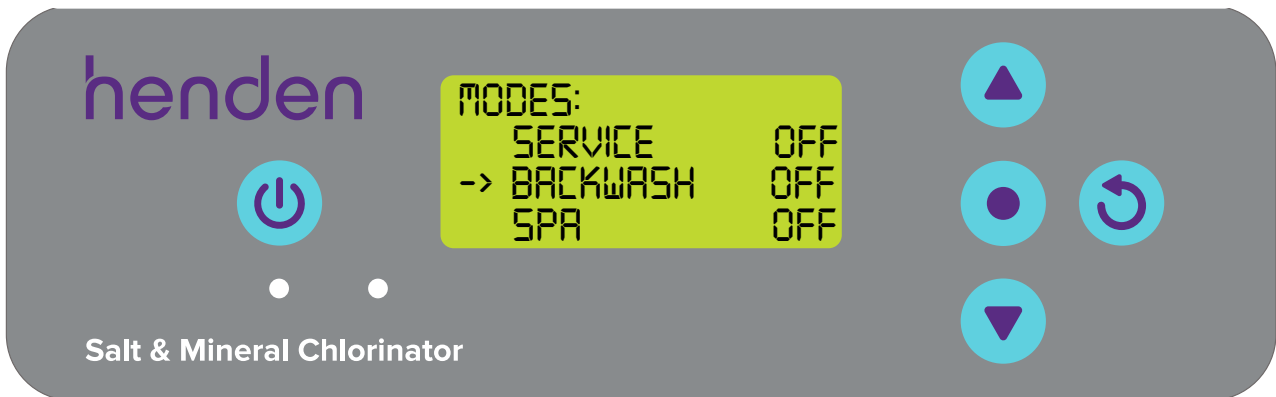 henden
MODES:
SERVICE OFF
-> BACKWASH OFF
SPA OFF
Salt & Mineral Chlorinator